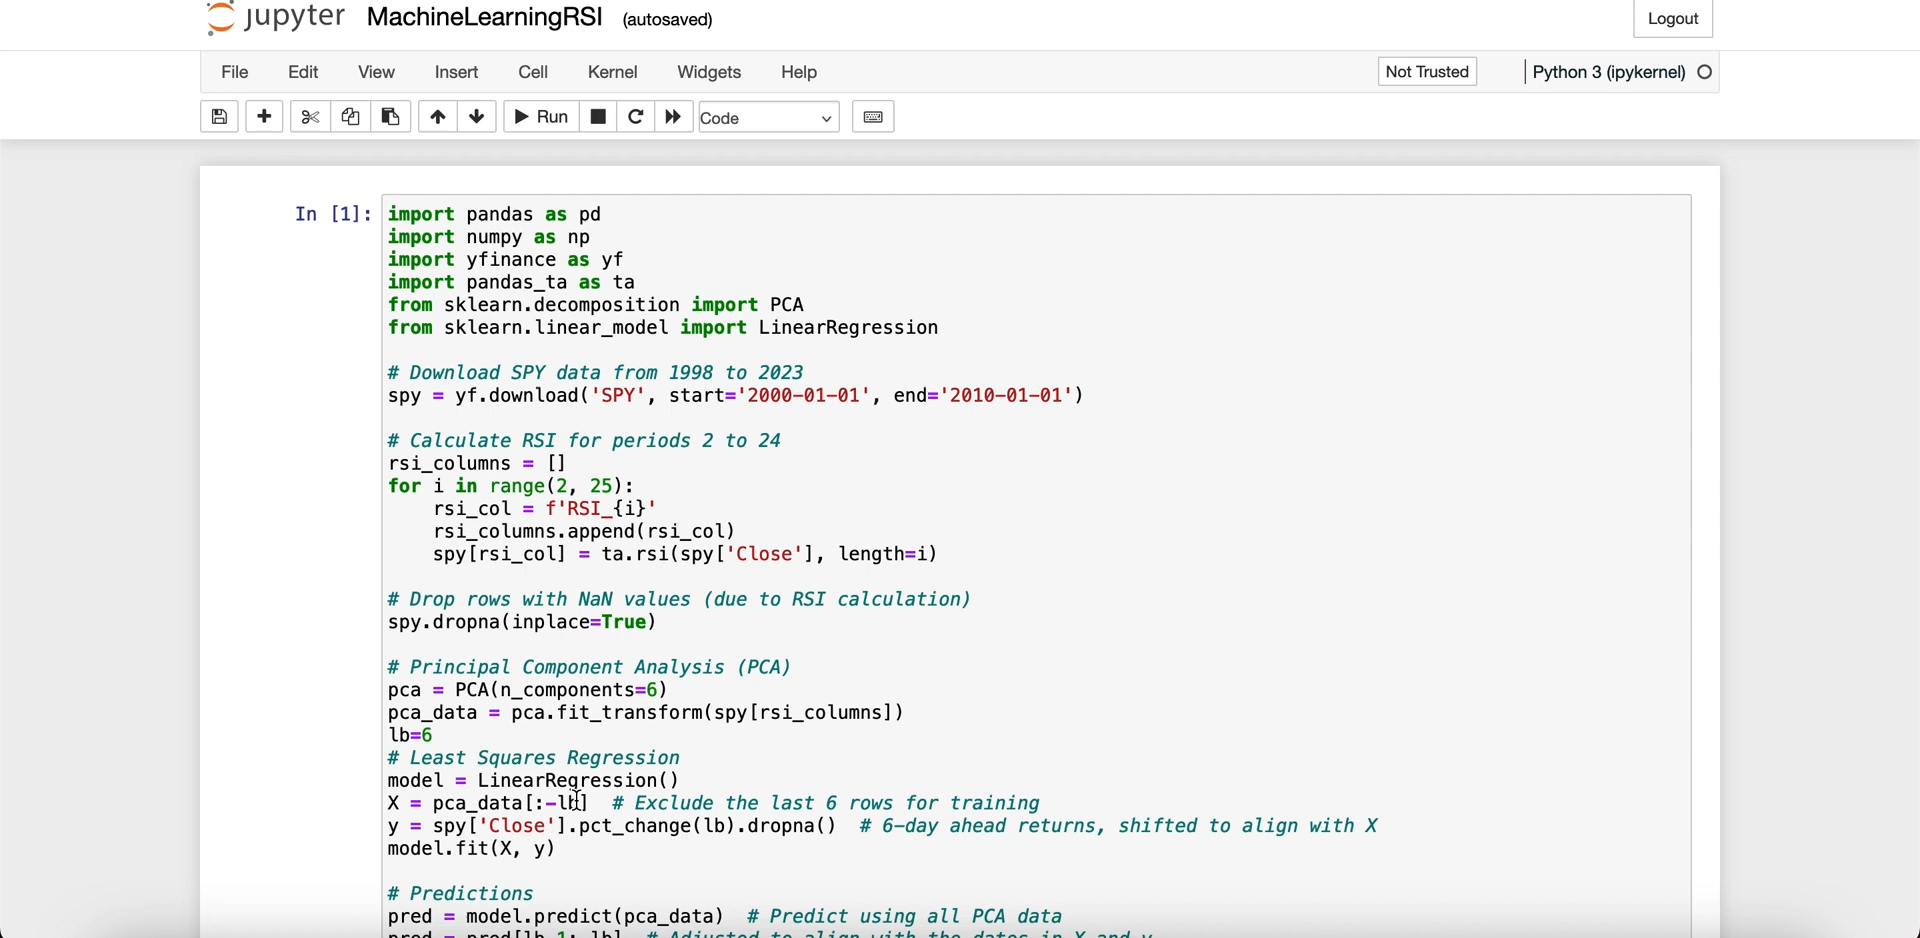 jupyter MachineLearningRSI (autosaved)
Logout
File Edit View Insert Cell Kernel Widgets Help
Not Trusted Python 3 (ipykernel)
Run Code
In [1]:
import pandas as pd
import numpy as np
import yfinance as yf
import pandas_ta as ta
from sklearn.decomposition import PCA
from sklearn.linear_model import LinearRegression
# Download SPY data from 1998 to 2023
spy = yf.download('SPY', start='2000-01-01', end='2010-01-01')
# Calculate RSI for periods 2 to 24
rsi_columns = []
for i in range(2, 25):
    rsi_col = f'RSI_{i}'
    rsi_columns.append(rsi_col)
    spy[rsi_col] = ta.rsi(spy['Close'], length=i)
# Drop rows with NaN values (due to RSI calculation)
spy.dropna(inplace=True)
# Principal Component Analysis (PCA)
pca = PCA(n_components=6)
pca_data = pca.fit_transform(spy[rsi_columns])
lb=6
# Least Squares Regression
model = LinearRegression()
X = pca_data[:-lb] # Exclude the last 6 rows for training
y = spy['Close'].pct_change(lb).dropna() # 6-day ahead returns, shifted to align with X
model.fit(X, y)
# Predictions
pred = model.predict(pca_data) # Predict using all PCA data
# Adjusted to align with the dates in X and y